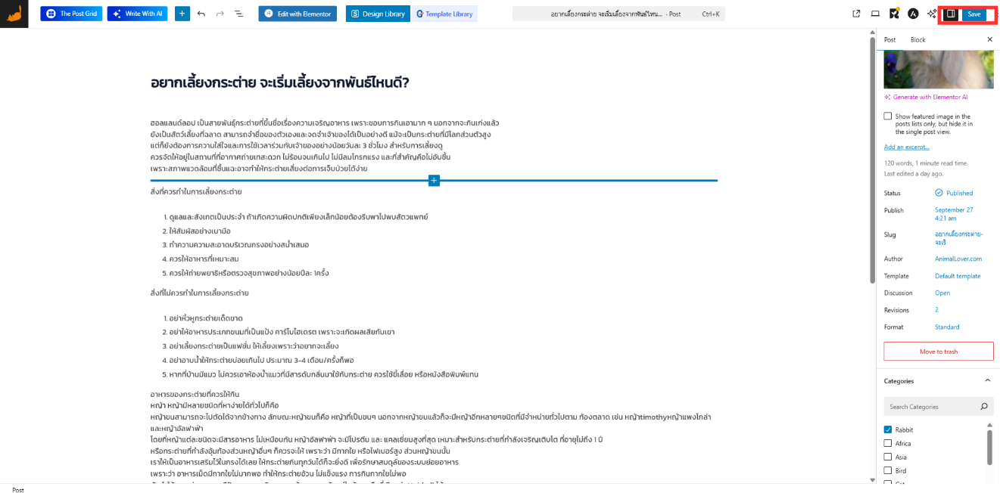 The Post Grid
Write With AI
Edit with Elementor
Design Library
Template Library
อยากเลี้ยงกระต่าย จะเริ่มเลี้ยงจากพันธ์ไหน... · Post
Ctrl+K
Save
อยากเลี้ยงกระต่าย จะเริ่มเลี้ยงจากพันธ์ไหนดี?
ฮอลแลนด์ลอป เป็นสายพันธุ์กระต่ายที่ขึ้นชื่อเรื่องความเจริญอาหาร เพราะชอบการกินเอามาก ๆ นอกจากจะกินเก่งแล้ว
ยังเป็นสัตว์เลี้ยงที่ฉลาด สามารถจำชื่อของตัวเองและจดจำเจ้าของได้เป็นอย่างดี แม้จะเป็นกระต่ายที่มีโลกส่วนตัวสูง
แต่ก็ยังต้องการความใส่ใจและการใช้เวลาร่วมกับเจ้าของอย่างน้อยวันละ 3 ชั่วโมง สำหรับการเลี้ยงดู
ควรจัดให้อยู่ในสถานที่ที่อากาศถ่ายเทสะดวก ไม่ร้อนจนเกินไป ไม่มีลมโกรกแรง และที่สำคัญคือไม่อับชื้น
เพราะสภาพแวดล้อมที่ชื้นแฉะอาจทำให้กระต่ายเสี่ยงต่อการเจ็บป่วยได้ง่าย
สิ่งที่ควรทำในการเลี้ยงกระต่าย
1. ดูแลและสังเกตเป็นประจำ ถ้าเกิดความผิดปกติเพียงเล็กน้อยต้องรีบพาไปพบสัตวแพทย์
2. ให้สัมผัสอย่างเบามือ
3. ทำความความสะอาดบริเวณกรงอย่างสม่ำเสมอ
4. ควรให้อาหารที่เหมาะสม
5. ควรให้ถ่ายพยาธิหรือตรวจสุขภาพอย่างน้อยปีละ 1ครั้ง
สิ่งที่ไม่ควรทำในการเลี้ยงกระต่าย
1. อย่าหิ้วหูกระต่ายเด็ดขาด
2. อย่าให้อาหารประเภทขนมที่เป็นแป้ง คาร์โบไฮเดรต เพราะจะเกิดผลเสียกับเขา
3. อย่าเลี้ยงกระต่ายเป็นแฟชั่น ให้เลี้ยงเพราะว่าอยากจะเลี้ยง
4. อย่าอาบน้ำให้กระต่ายบ่อยเกินไป ประมาณ 3-4 เดือน/ครั้งก็พอ
5. หากที่บ้านมีแมว ไม่ควรเอาห้องน้ำแมวที่มีสารดับกลิ่นมาใช้กับกระต่าย ควรใช้ขี้เลื่อย หรือหนังสือพิมพ์แทน
อาหารของกระต่ายที่ควรให้กิน
หญ้า หญ้ามีหลายชนิดที่หาง่ายได้ทั่วไปก็คือ
หญ้าขนสามารถจะไปตัดได้จากข้างทาง ลักษณะหญ้าขนก็คือ หญ้าที่เป็นขนๆ นอกจากหญ้าขนแล้วก็จะมีหญ้าอีกหลายๆชนิดที่มีจำหน่ายทั่วไปตาม ท้องตลาด เช่น หญ้าtimothyหญ้าแพงโกล่า
และหญ้าอัลฟาฟ่า
โดยที่หญ้าแต่ละชนิดจะมีสารอาหาร ไม่เหมือนกัน หญ้าอัลฟาฟ่า จะมีโปรตีน และ แคลเซี่ยมสูงที่สุด เหมาะสำหรับกระต่ายที่กำลังเจริญเติบโต ที่อายุไม่ถึง 1 ปี
หรือกระต่ายที่กำลังอุ้มท้องส่วนหญ้าอื่นๆ ก็ควรจะให้ เพราะว่า มีกากใย หรือไฟเบอร์สูง ส่วนหญ้าขนนั้น
เราให้เป็นอาหารเสริมไว้ในกรงได้เลย ให้กระต่ายกินทุกวันได้ก็จะยิ่งดี เพื่อรักษาสมดุล์ของระบบย่อยอาหาร
เพราะว่า อาหารเม็ดมีกากใยไม่มากพอ ทำให้กระต่ายอ้วน ไม่แข็งแรง การกินกากใยไม่พอ
Post
Block
Generate with Elementor AI
Show featured image in the
posts lists only, but hide it in
the single post view.
Add an excerpt...
120 words, 1 minute read time.
Last edited a day ago.
Status
Published
Publish
September 27
4:21 am
Slug
อยากเลี้ยงกระต่าย-
จะเริ
Author
AnimalLover.com
Template
Default template
Discussion
Open
Revisions
2
Format
Standard
Move to trash
Categories
Search Categories
Rabbit
Africa
Asia
Bird
Post